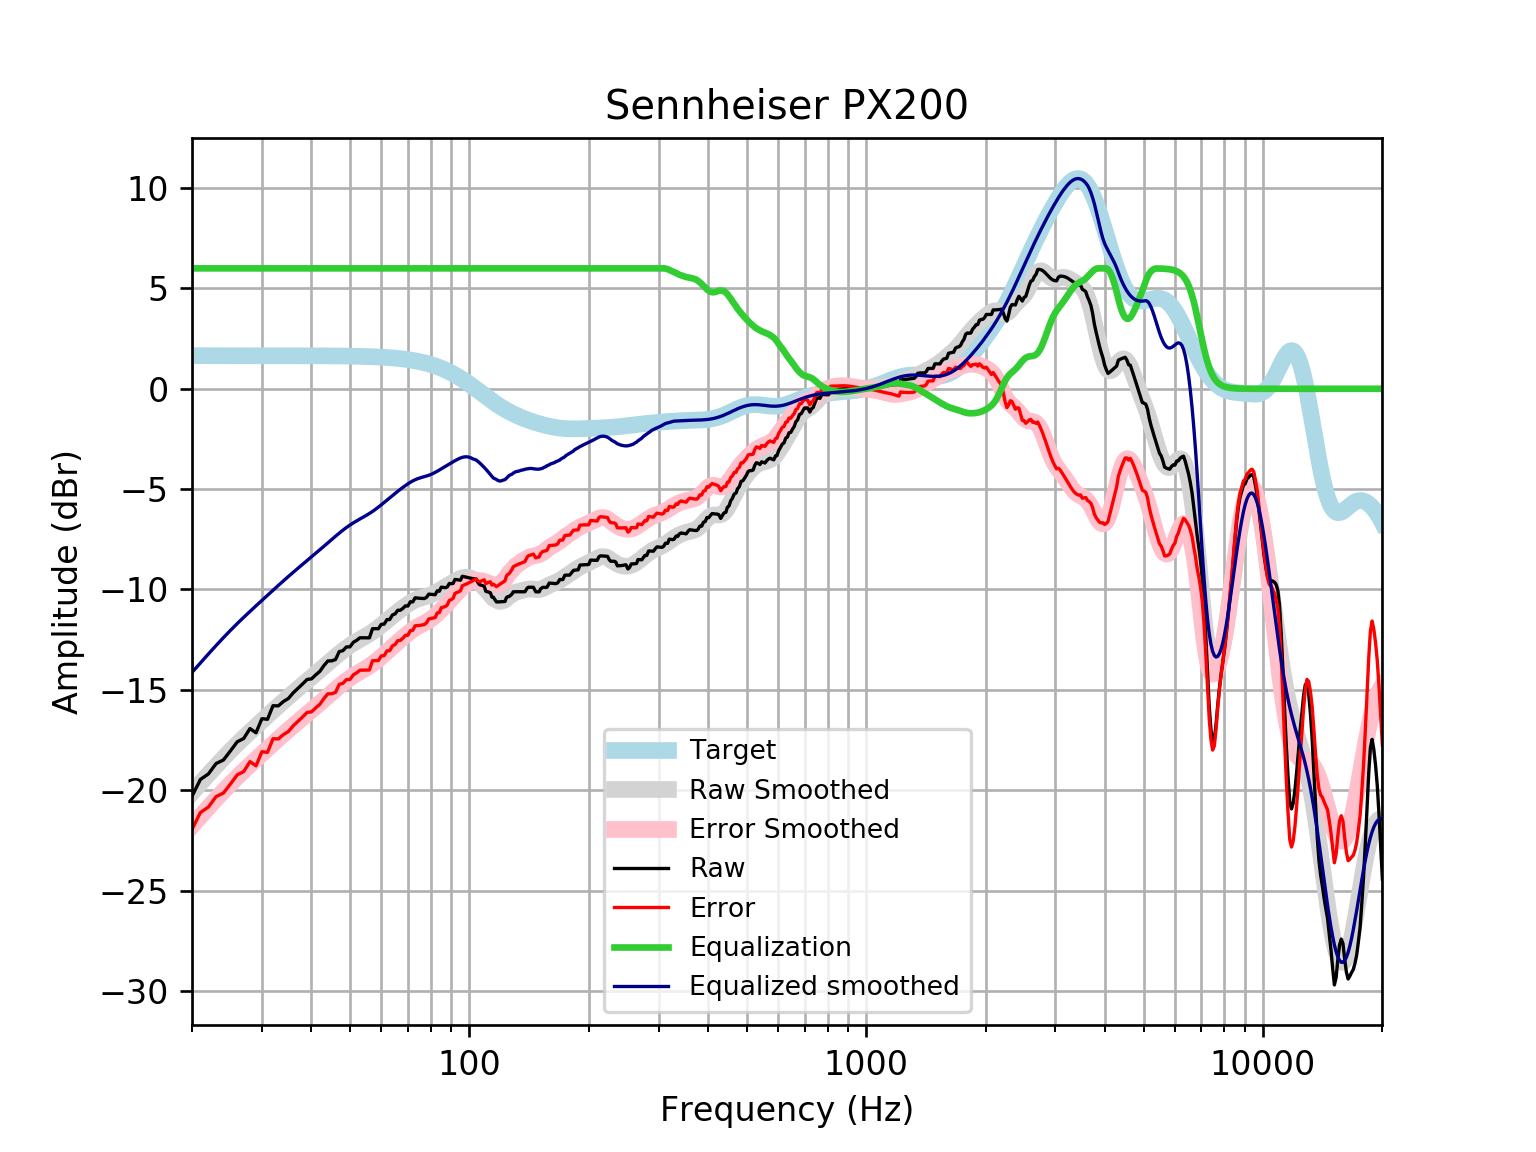 Sennheiser PX200
10
5
0
−5
−10
−15
−20
−25
−30
Amplitude (dBr)
Target
Raw Smoothed
Error Smoothed
Raw
Error
Equalization
Equalized smoothed
100 1000 10000
Frequency (Hz)